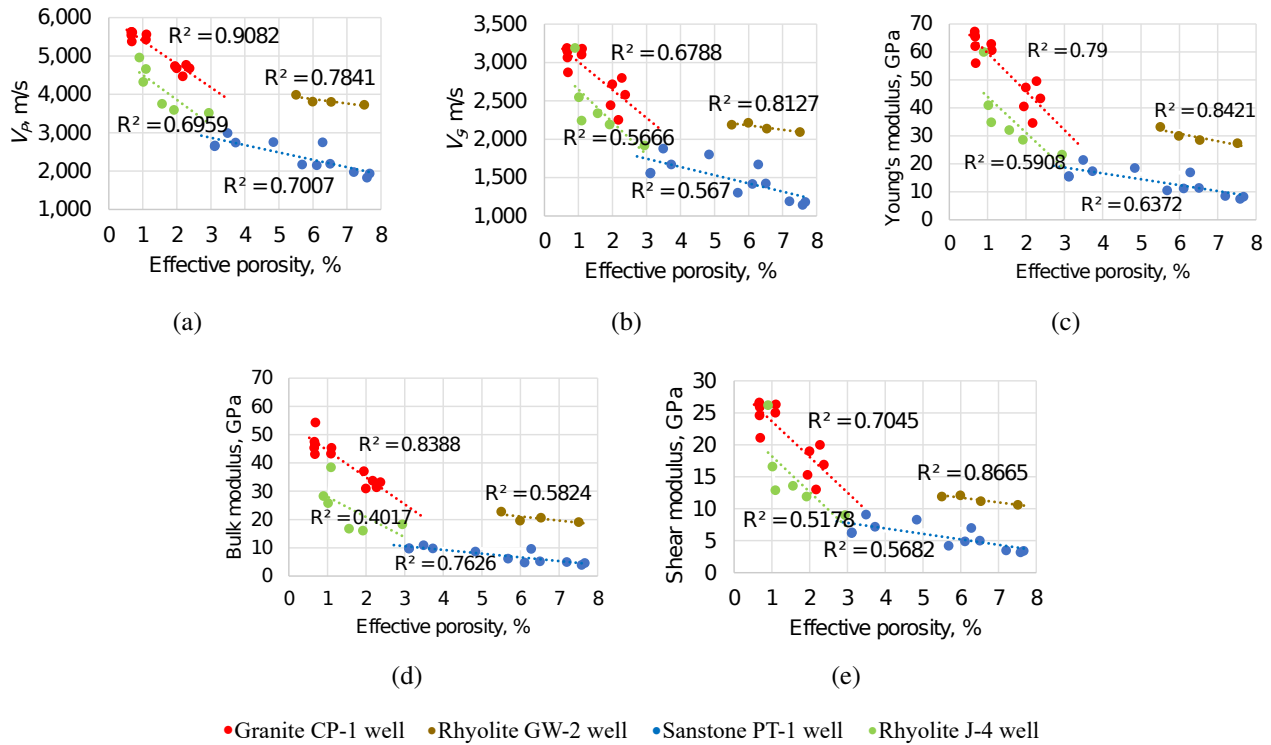 6,000
5,000
4,000
3,000
2,000
1,000
V_P, m/s
R² = 0.9082
R² = 0.7841
R² = 0.6959
R² = 0.7007
0 1 2 3 4 5 6 7 8
Effective porosity, %
(a)
3,500
3,000
2,500
2,000
1,500
1,000
V_S, m/s
R² = 0.6788
R² = 0.8127
R² = 0.5666
R² = 0.567
0 1 2 3 4 5 6 7 8
Effective porosity, %
(b)
70
60
50
40
30
20
10
0
Young's modulus, GPa
R² = 0.79
R² = 0.8421
R² = 0.5908
R² = 0.6372
0 1 2 3 4 5 6 7 8
Effective porosity, %
(c)
70
60
50
40
30
20
10
0
Bulk modulus, GPa
R² = 0.8388
R² = 0.5824
R² = 0.4017
R² = 0.7626
0 1 2 3 4 5 6 7 8
Effective porosity, %
(d)
30
25
20
15
10
5
0
Shear modulus, GPa
R² = 0.7045
R² = 0.8665
R² = 0.5178
R² = 0.5682
0 1 2 3 4 5 6 7 8
Effective porosity, %
(e)
Granite CP-1 well Rhyolite GW-2 well Sanstone PT-1 well Rhyolite J-4 well